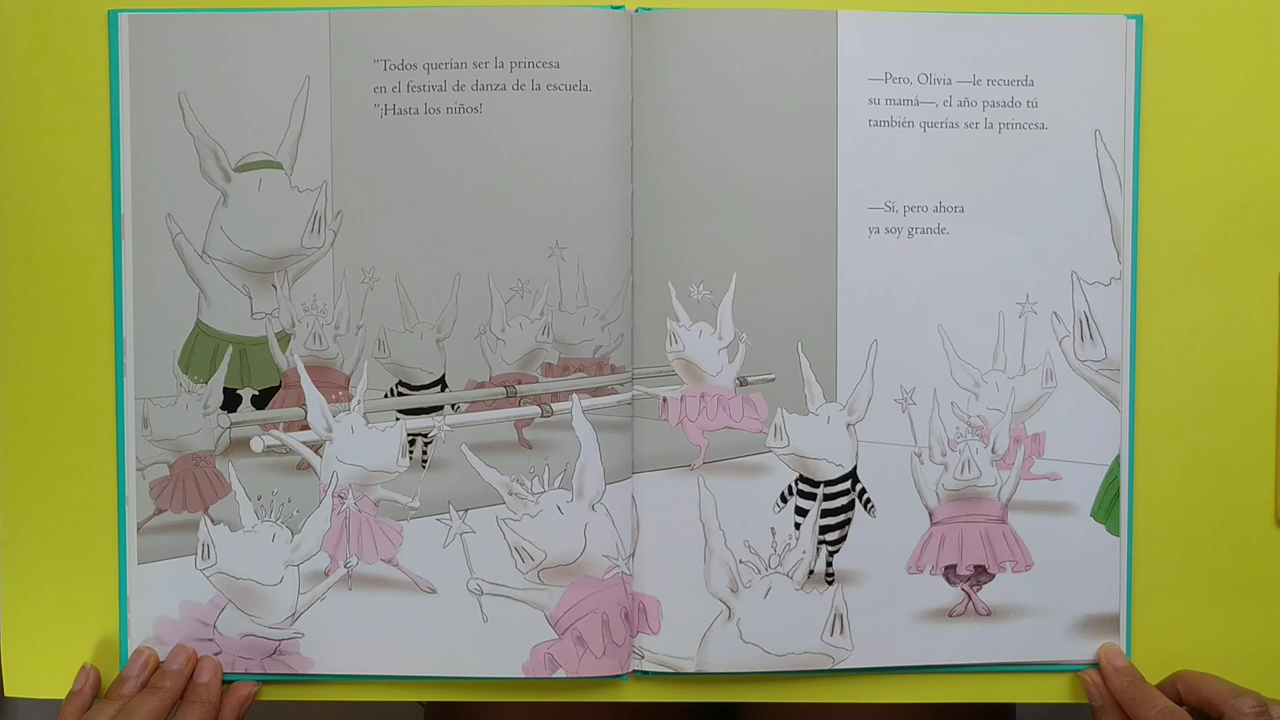 "Todos querían ser la princesa
en el festival de danza de la escuela.
"¡Hasta los niños!
—Pero, Olivia —le recuerda
su mamá—, el año pasado tú
también querías ser la princesa.
—Sí, pero ahora
ya soy grande.